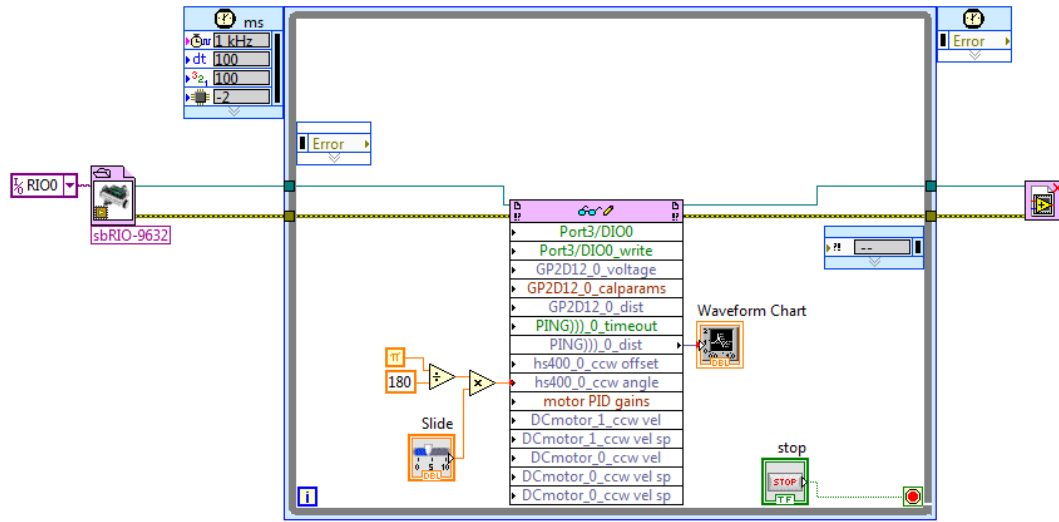 ms
1 kHz
dt 100
321 100
-2
Error
Error
I/O RIO0
sbRIO-9632
?!
?!
Port3/DIO0
Port3/DIO0_write
GP2D12_0_voltage
GP2D12_0_calparams
GP2D12_0_dist
PING)))_0_timeout
PING)))_0_dist
hs400_0_ccw offset
hs400_0_ccw angle
motor PID gains
DCmotor_1_ccw vel
DCmotor_1_ccw vel sp
DCmotor_0_ccw vel
DCmotor_0_ccw vel sp
DCmotor_0_ccw vel sp
?! --
Waveform Chart
DBL
π
180
÷
×
Slide
0 5 10
DBL
stop
STOP
TF
i